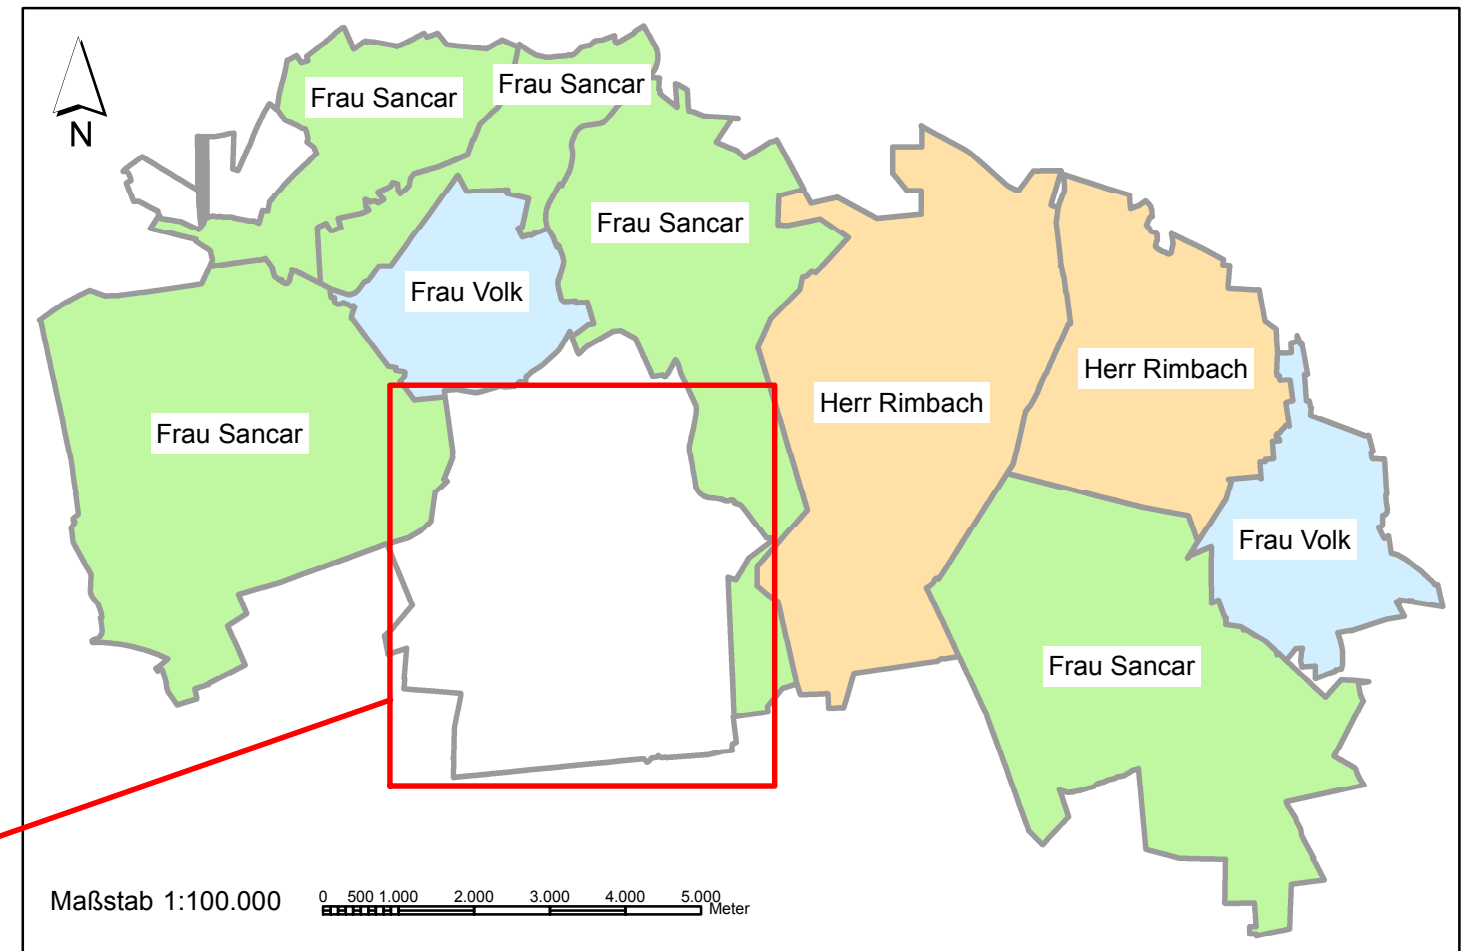 Frau Sancar
Frau Sancar
N
Frau Sancar
Frau Volk
Herr Rimbach
Herr Rimbach
Frau Sancar
Frau Volk
Frau Sancar
Maßstab 1:100.000
0 500 1.000 2.000 3.000 4.000 5.000
Meter